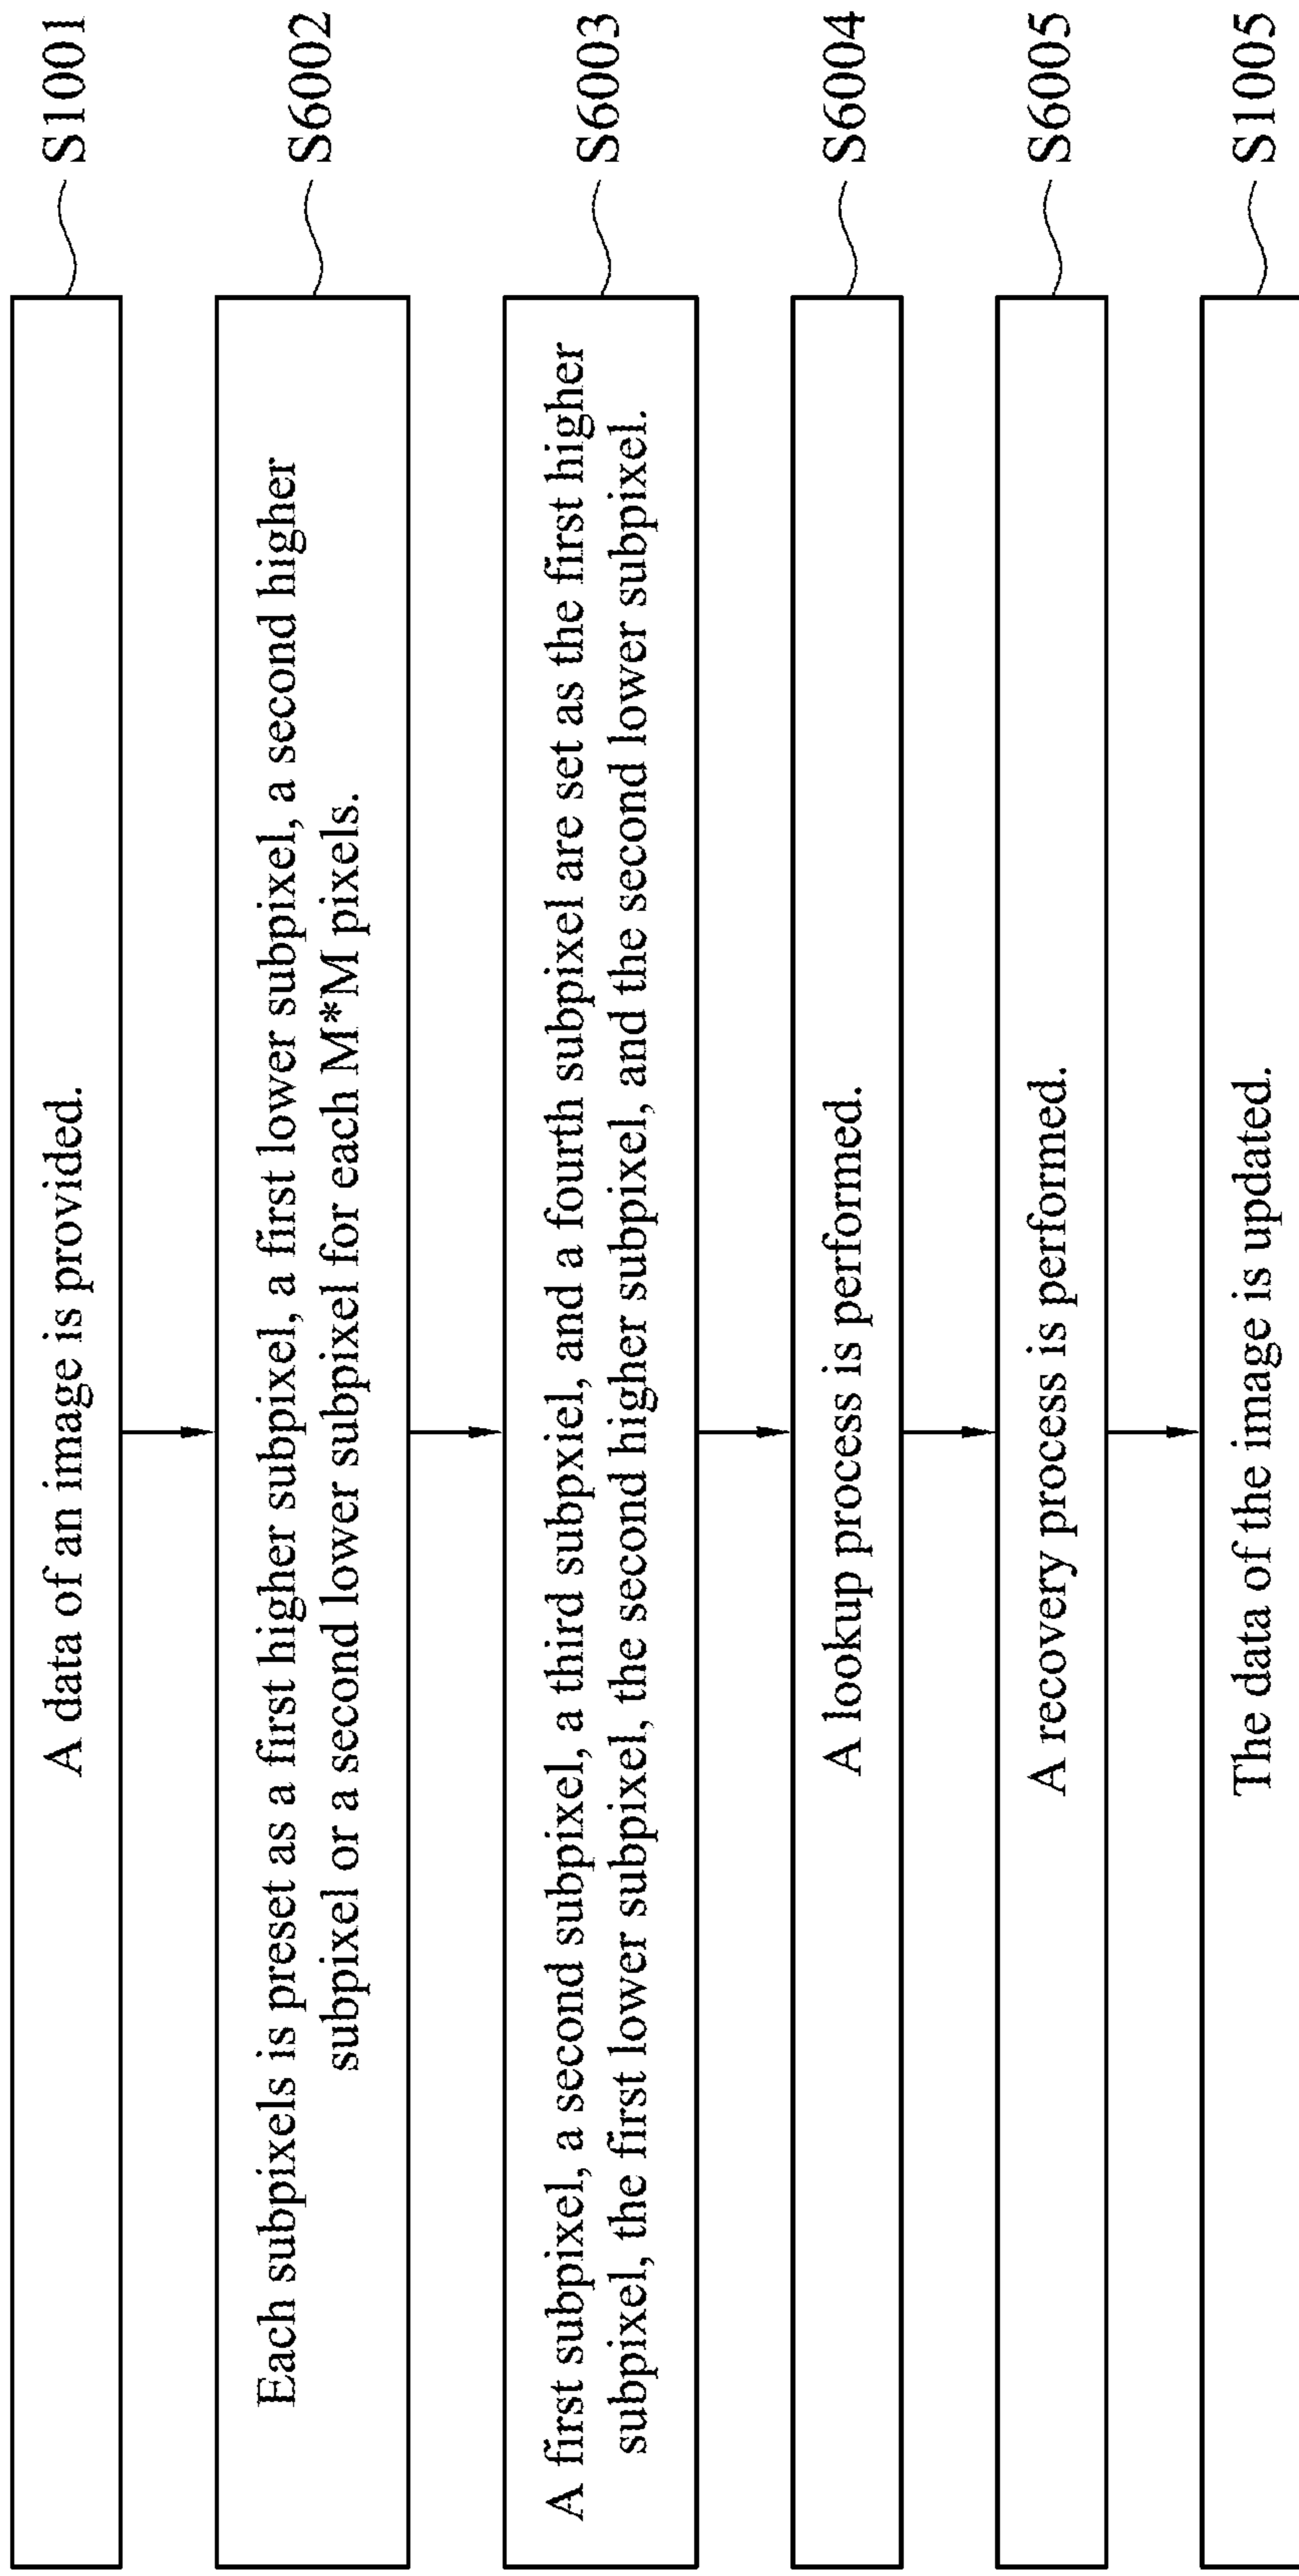 A data of an image is provided.
S1001
Each subpixels is preset as a first higher subpixel, a first lower subpixel, a second higher
subpixel or a second lower subpixel for each M*M pixels.
S6002
A first subpixel, a second subpixel, a third subpxiel, and a fourth subpixel are set as the first higher
subpixel, the first lower subpixel, the second higher subpixel, and the second lower subpixel.
S6003
A lookup process is performed.
S6004
A recovery process is performed.
S6005
The data of the image is updated.
S1005